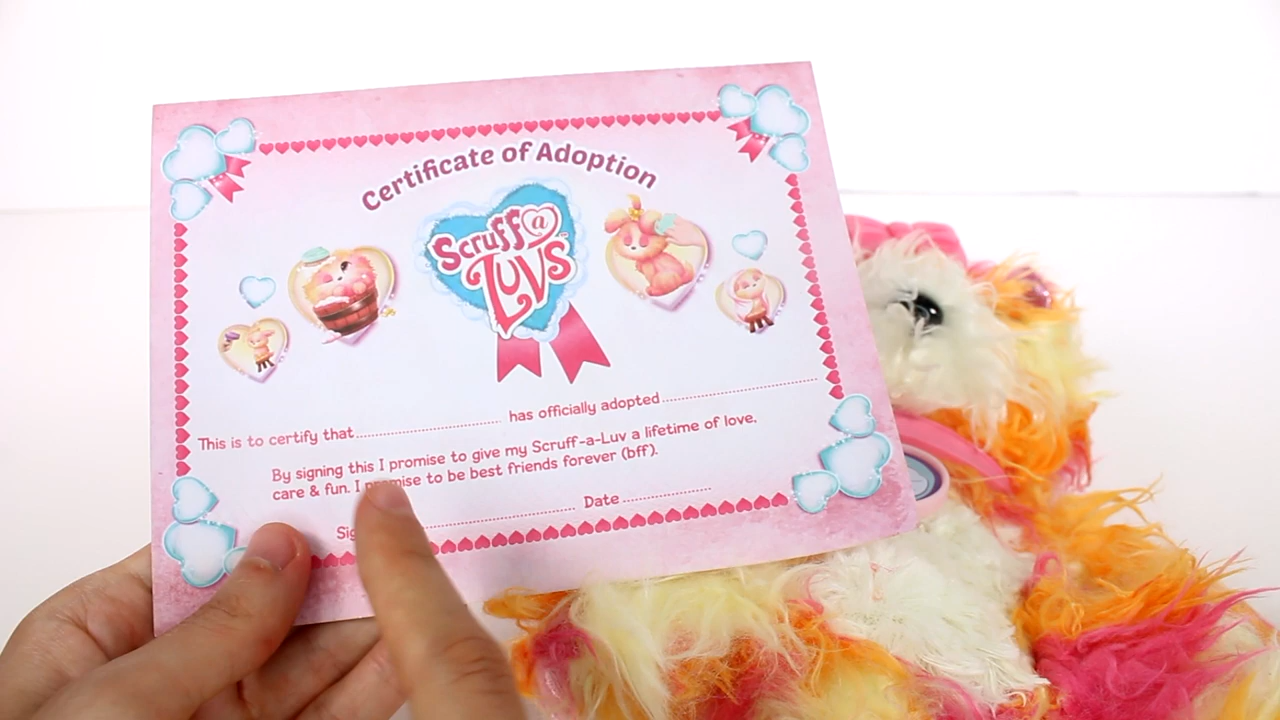 Certificate of Adoption
Scruff a
Luvs
This is to certify that.............................. has officially adopted................................
By signing this I promise to give my Scruff-a-Luv a lifetime of love.
care & fun. I promise to be best friends forever (bff).
.............................. Date..................